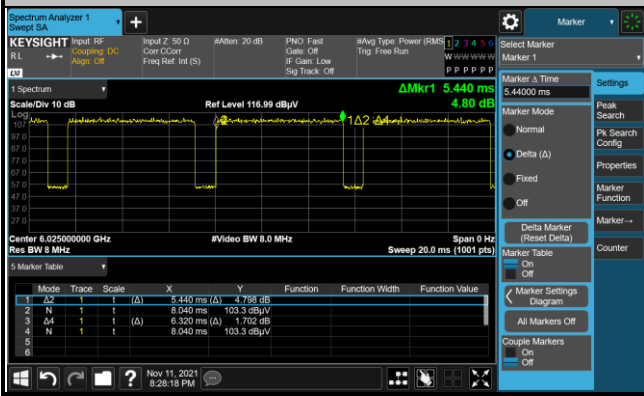 Spectrum Analyzer 1
Swept SA
KEYSIGHT Input: RF Input Z: 50 Ω #Atten: 20 dB PNO: Fast #Avg Type: Power (RMS) 1 2 3 4 5 6
RL Coupling: DC Corr CCorr Gate: Off Trig: Free Run W W W W W W
Align: Off Freq Ref: Int (S) IF Gain: Low P P P P P P
Sig Track: Off
LXI
1 Spectrum ΔMkr1 5.440 ms
Scale/Div 10 dB Ref Level 116.99 dBµV 4.80 dB
Log
107
97.0
87.0
77.0
67.0
57.0
47.0
37.0
27.0
1Δ2 Δ4
Center 6.025000000 GHz #Video BW 8.0 MHz Span 0 Hz
Res BW 8 MHz Sweep 20.0 ms (1001 pts)
5 Marker Table
Mode Trace Scale X Y Function Function Width Function Value
1 Δ2 1 t (Δ) 5.440 ms (Δ) 4.798 dB
2 N 1 t 8.040 ms 103.3 dBµV
3 Δ4 1 t (Δ) 6.320 ms (Δ) 1.702 dB
4 N 1 t 8.040 ms 103.3 dBµV
5
6
Nov 11, 2021
8:28:18 PM
Marker
Select Marker
Marker 1
Marker Δ Time
5.44000 ms
Marker Mode
Normal
Delta (Δ)
Fixed
Off
Delta Marker
(Reset Delta)
Marker Table
On
Off
Marker Settings
Diagram
All Markers Off
Couple Markers
On
Off
Settings
Peak
Search
Pk Search
Config
Properties
Marker
Function
Marker→
Counter